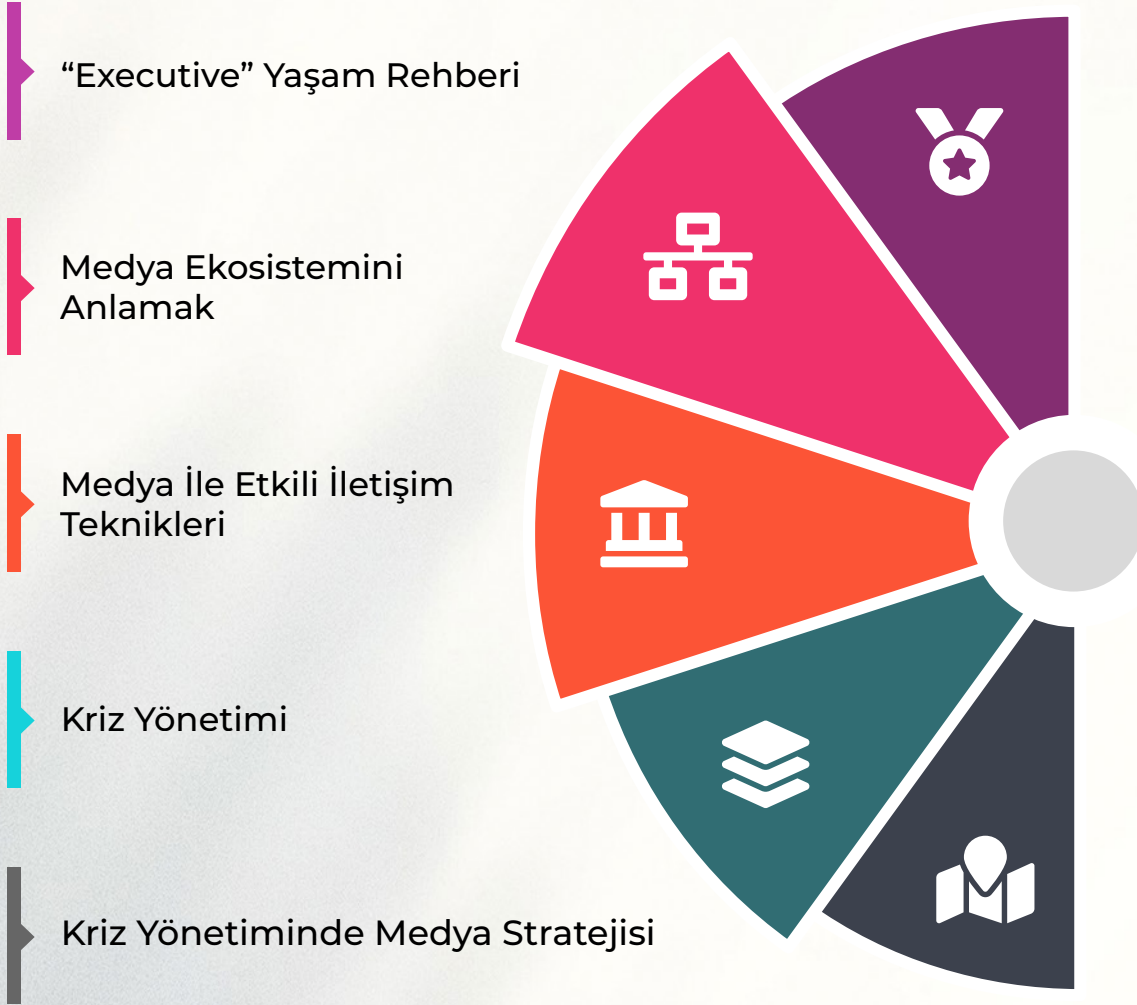 “Executive” Yaşam Rehberi
Medya Ekosistemini
Anlamak
Medya İle Etkili İletişim
Teknikleri
Kriz Yönetimi
Kriz Yönetiminde Medya Stratejisi